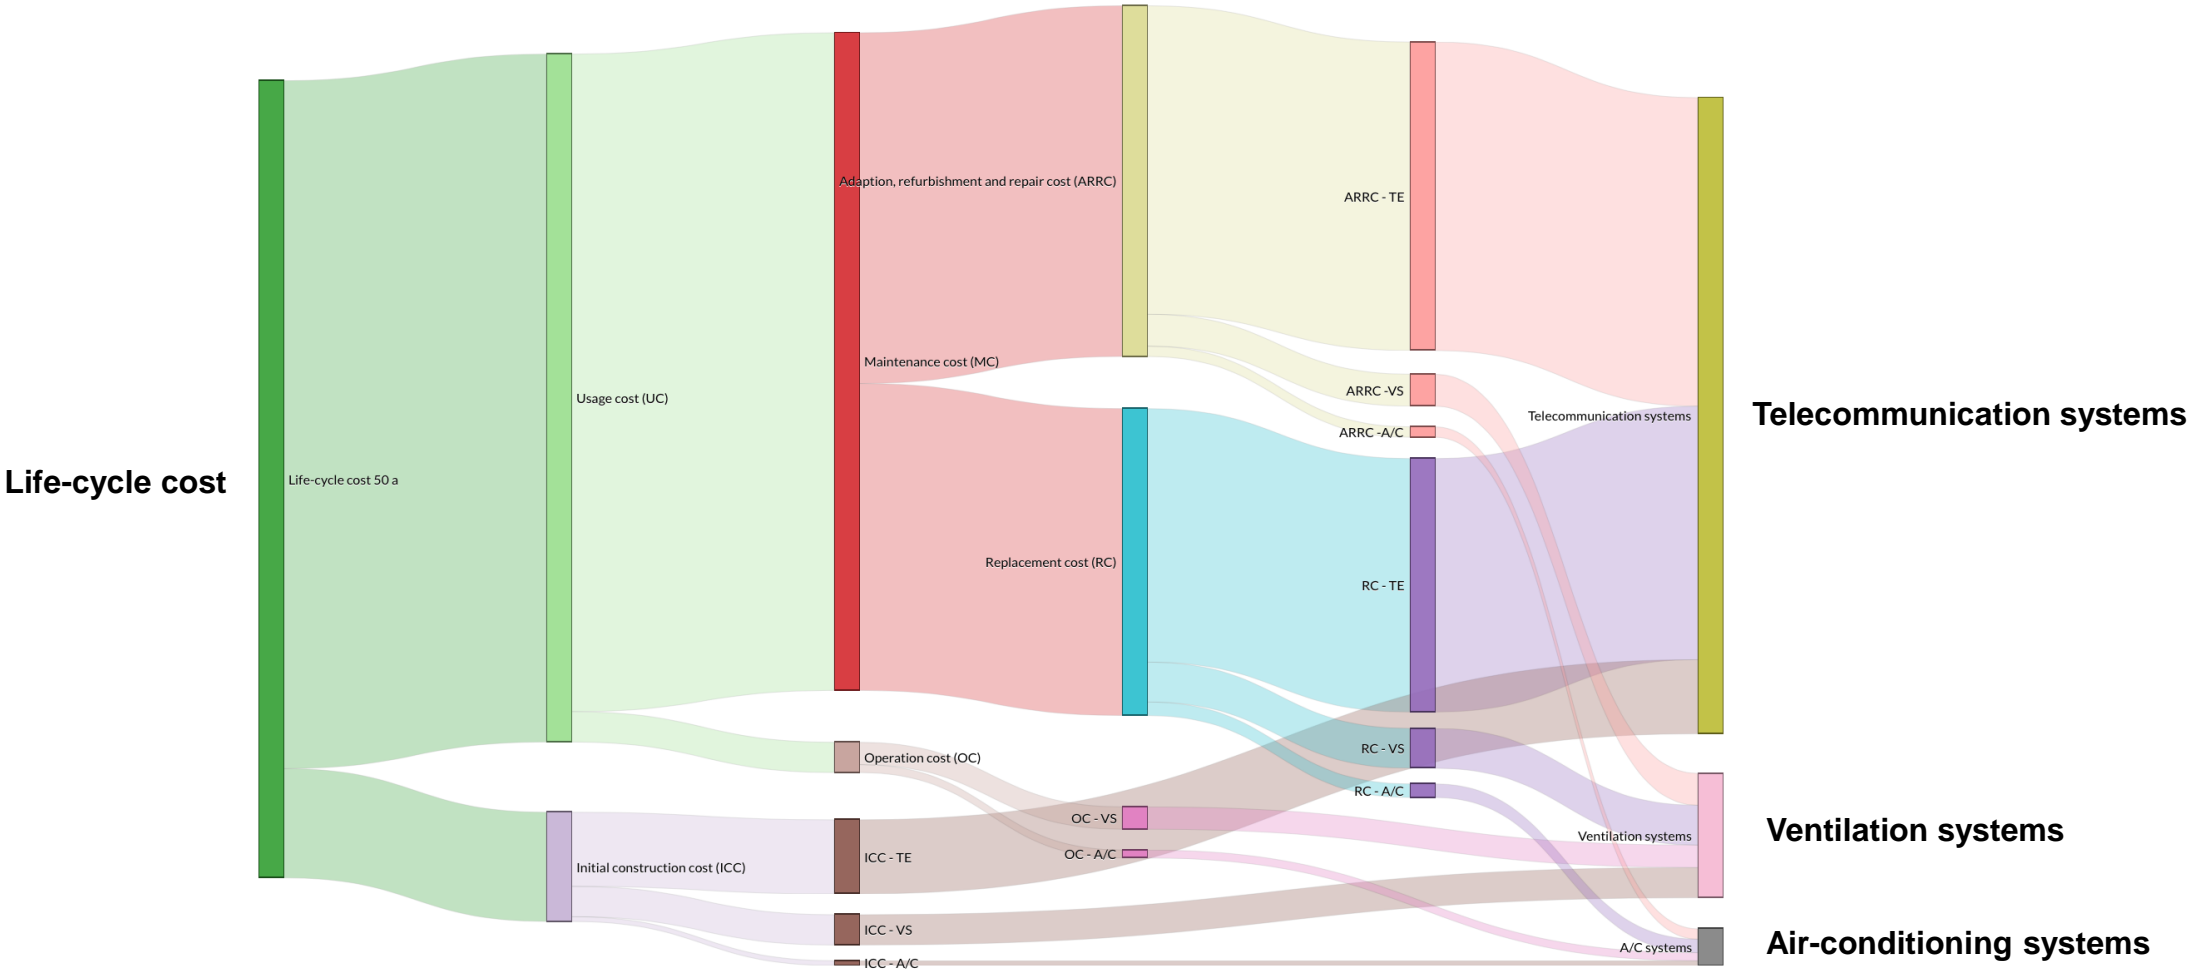 Life-cycle cost
Life-cycle cost 50 a
Usage cost (UC)
Initial construction cost (ICC)
Maintenance cost (MC)
Operation cost (OC)
ICC - TE
ICC - VS
ICC - A/C
Adaption, refurbishment and repair cost (ARRC)
Replacement cost (RC)
OC - VS
OC - A/C
ARRC - TE
ARRC -VS
ARRC -A/C
RC - TE
RC - VS
RC - A/C
Telecommunication systems
Ventilation systems
A/C systems
Telecommunication systems
Ventilation systems
Air-conditioning systems